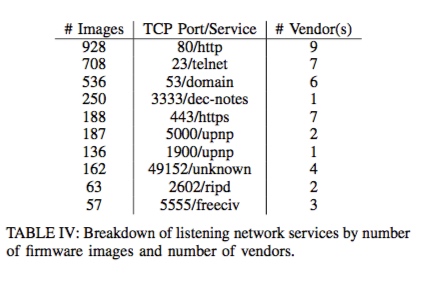 # Images TCP Port/Service # Vendor(s)
928 80/http 9
708 23/telnet 7
536 53/domain 6
250 3333/dec-notes 1
188 443/https 7
187 5000/upnp 2
136 1900/upnp 1
162 49152/unknown 4
63 2602/ripd 2
57 5555/freeciv 3
TABLE IV: Breakdown of listening network services by number
of firmware images and number of vendors.